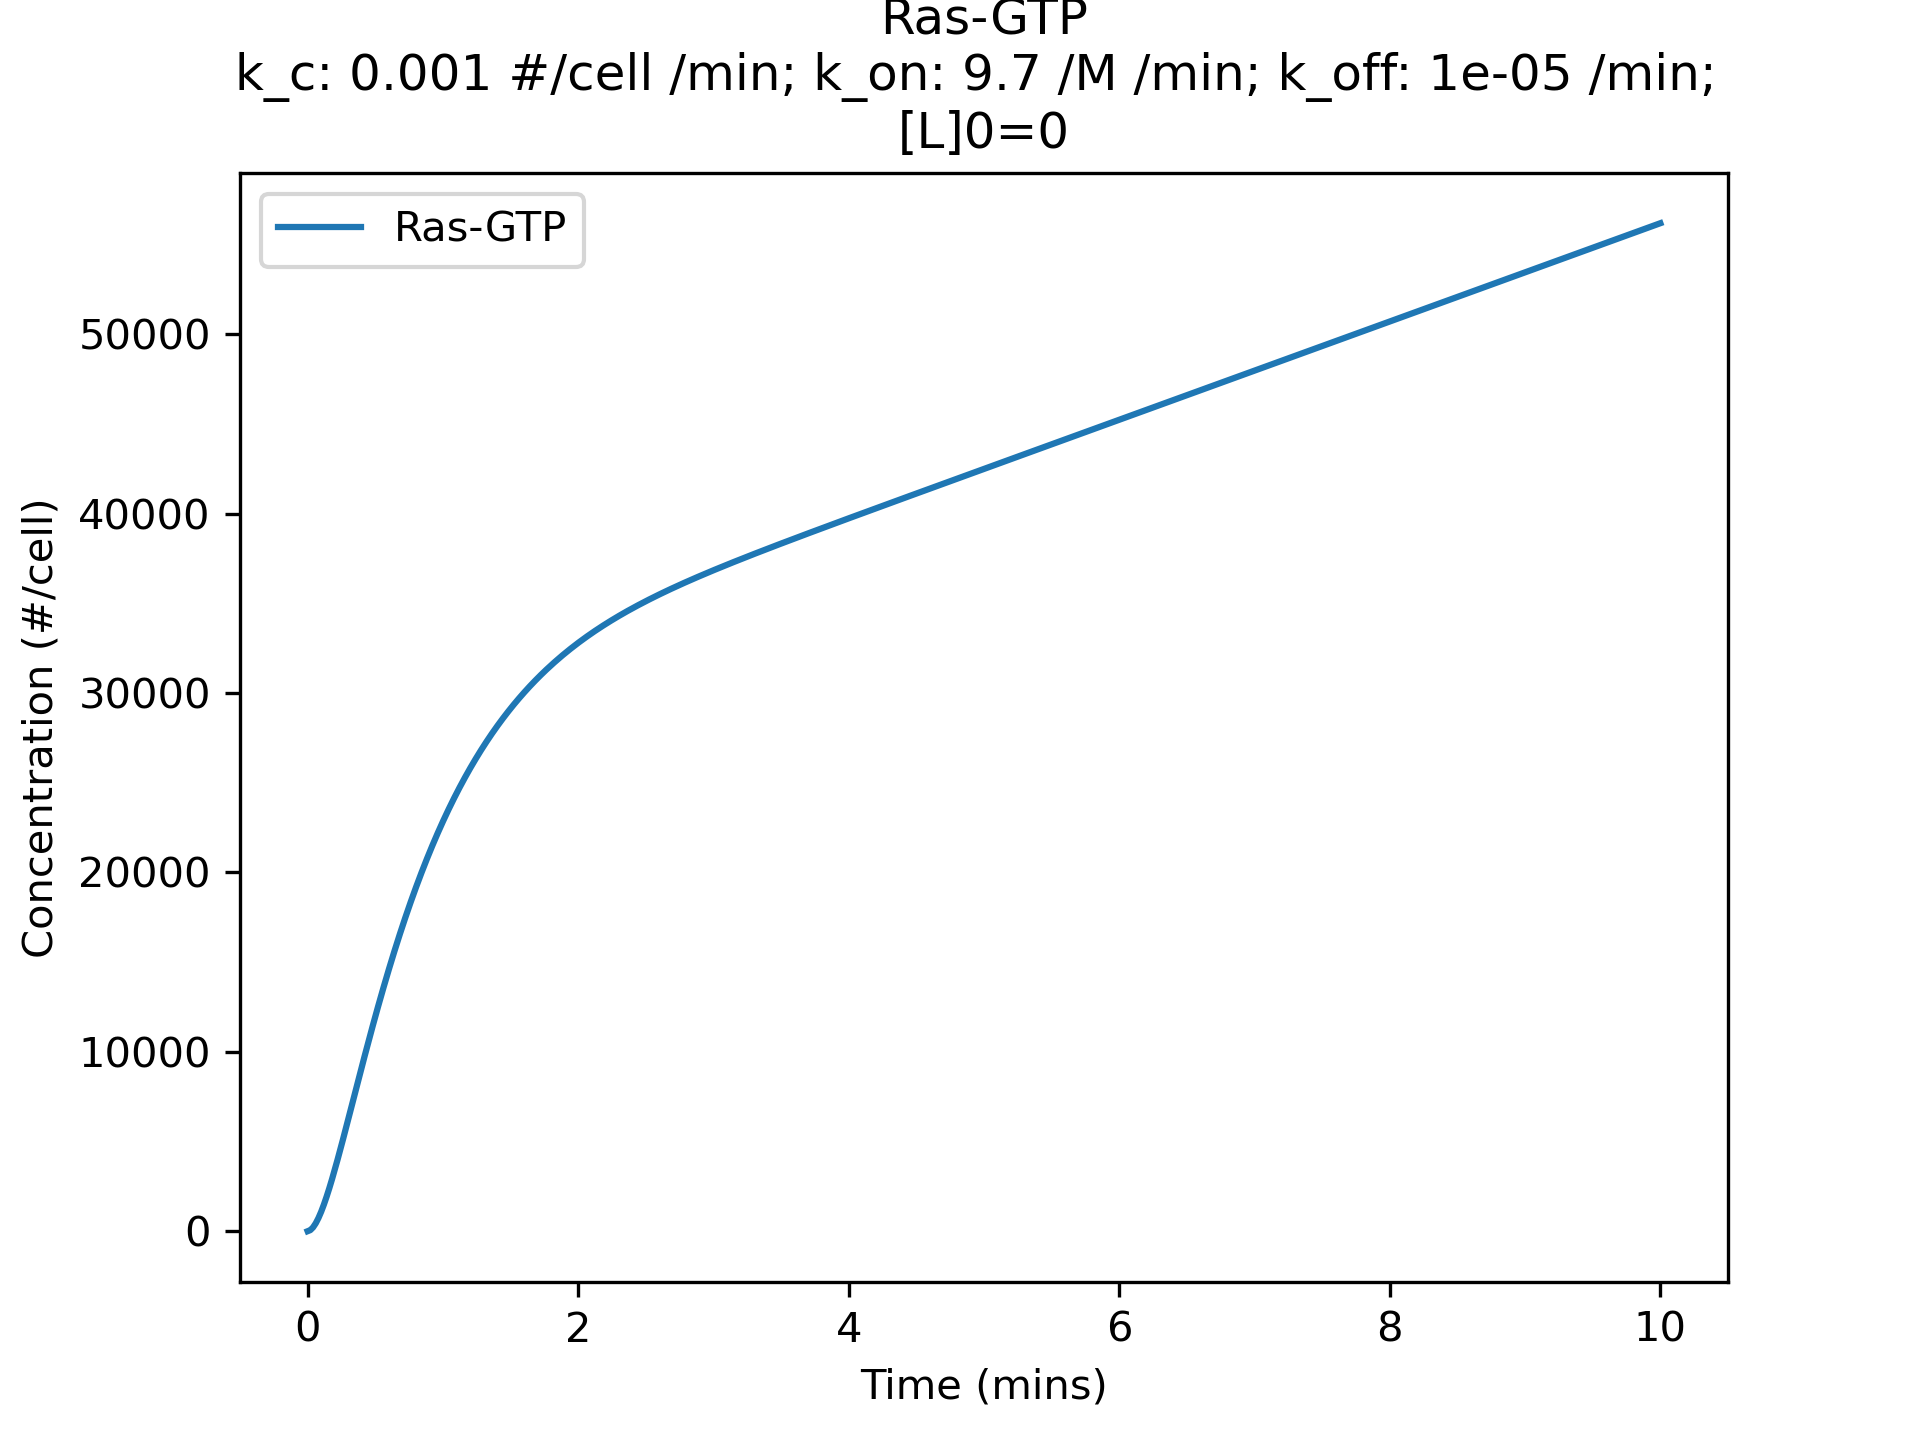 Ras-GTP
k_c: 0.001 #/cell /min; k_on: 9.7 /M /min; k_off: 1e-05 /min;
[L]0=0
Ras-GTP
Concentration (#/cell)
50000
40000
30000
20000
10000
0
0 2 4 6 8 10
Time (mins)